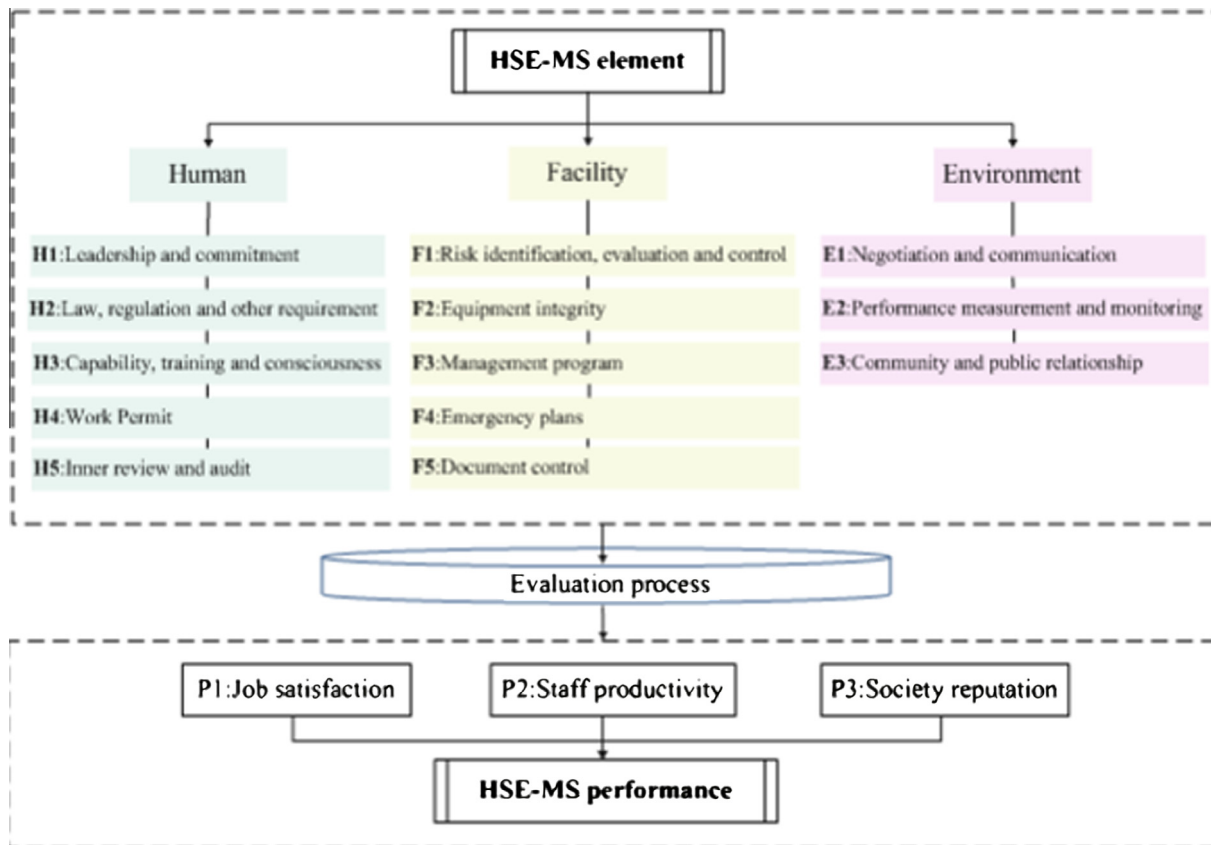 HSE-MS element
Human
Facility
Environment
H1:Leadership and commitment
H2:Law, regulation and other requirement
H3:Capability, training and consciousness
H4:Work Permit
H5:Inner review and audit
F1:Risk identification, evaluation and control
F2:Equipment integrity
F3:Management program
F4:Emergency plans
F5:Document control
E1:Negotiation and communication
E2:Performance measurement and monitoring
E3:Community and public relationship
Evaluation process
P1:Job satisfaction
P2:Staff productivity
P3:Society reputation
HSE-MS performance